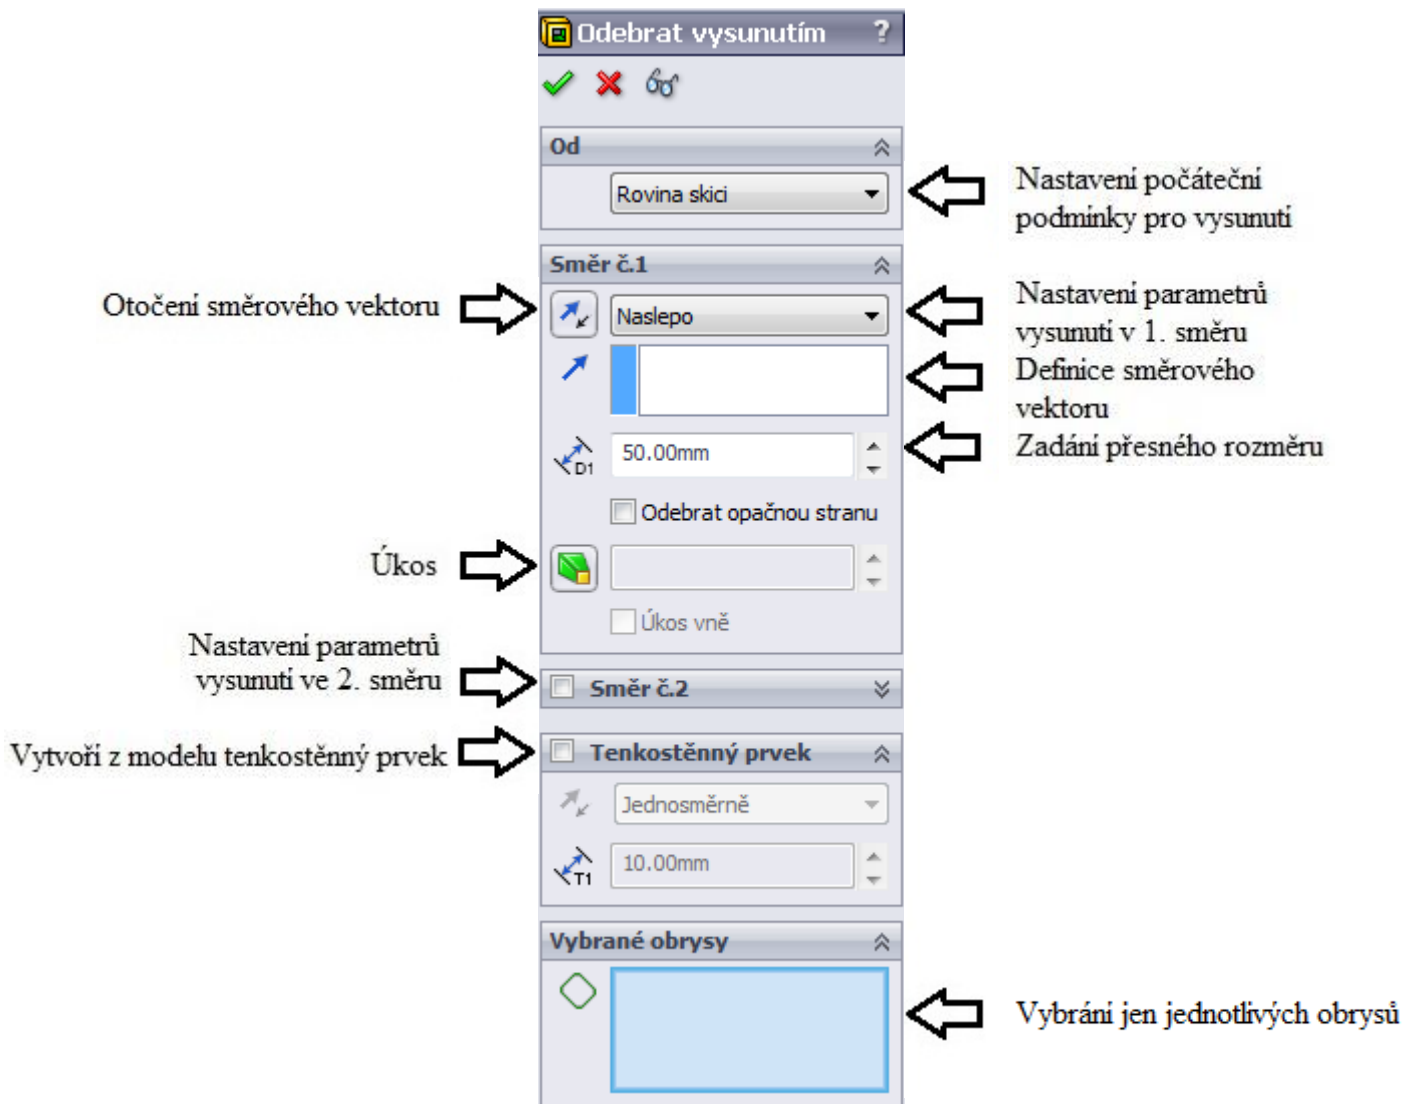 Odebrat vysunutím ?
Od
Rovina skici
Nastavení počáteční
podmínky pro vysunutí
Směr č.1
Otočení směrového vektoru
Naslepo
Nastavení parametrů
vysunutí v 1. směru
Definice směrového
vektoru
D1
50.00mm
Zadání přesného rozměru
Odebrat opačnou stranu
Úkos
Úkos vně
Nastavení parametrů
vysunutí ve 2. směru
Směr č.2
Vytvoří z modelu tenkostěnný prvek
Tenkostěnný prvek
Jednosměrně
T1
10.00mm
Vybrané obrysy
Vybrání jen jednotlivých obrysů